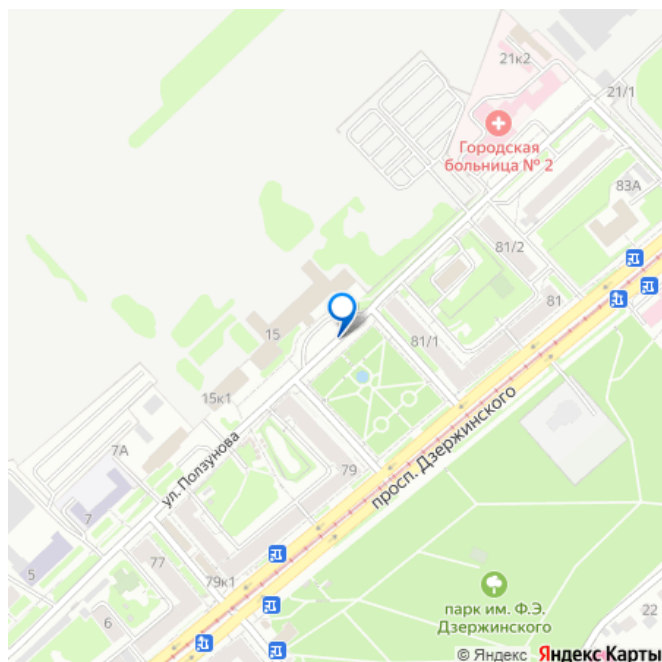 21к2
21/1
Городская
больница № 2
83А
81/2
81
15
81/1
15к1
7А
ул. Ползунова
просп. Дзержинского
79
7
77
5
79к1
6
парк им. Ф.Э.
Дзержинского
22
© Яндекс Яндекс Карты